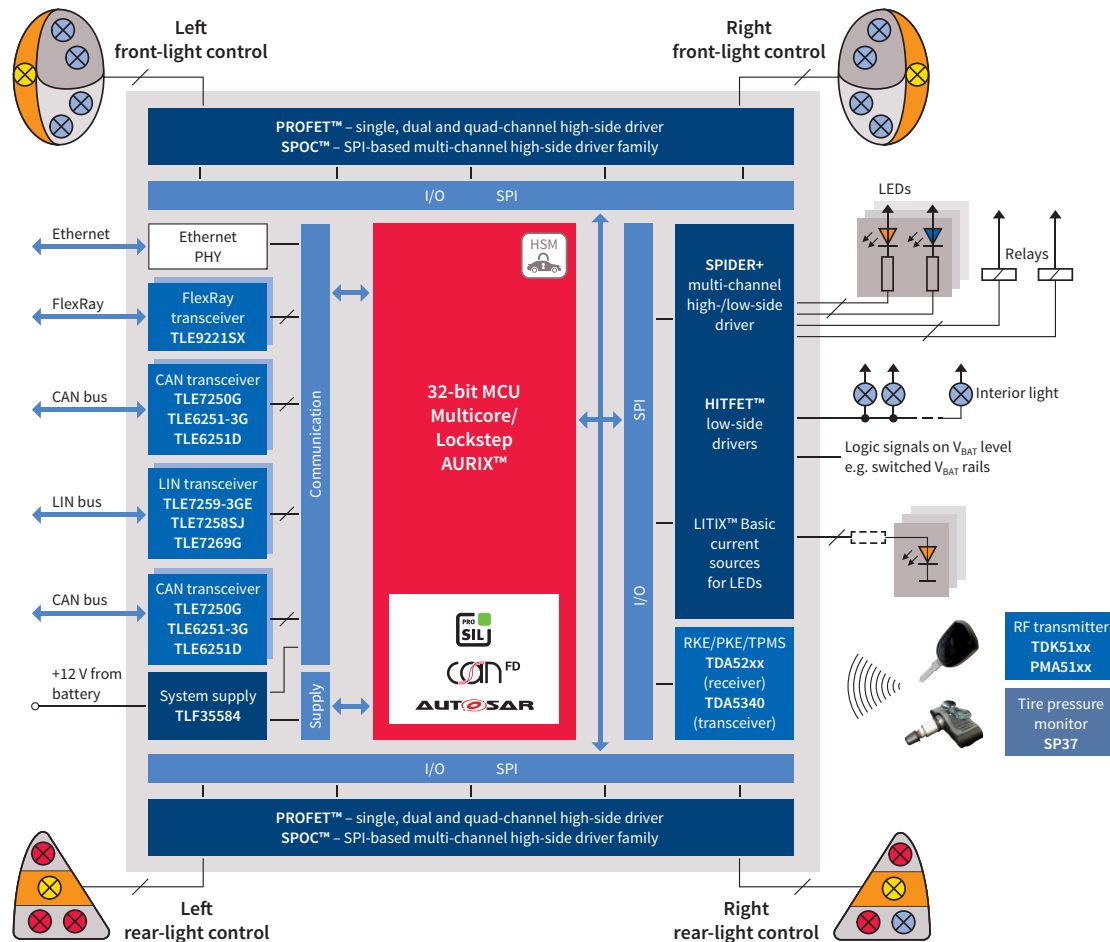 Left
front-light control
Right
front-light control
PROFET™ – single, dual and quad-channel high-side driver
SPOC™ – SPI-based multi-channel high-side driver family
I/O SPI
LEDs
Ethernet
Ethernet
PHY
HSM
SPIDER+
multi-channel
high-/low-side
driver
Relays
FlexRay
FlexRay
transceiver
TLE9221SX
CAN bus
CAN transceiver
TLE7250G
TLE6251-3G
TLE6251D
Communication
32-bit MCU
Multicore/
Lockstep
AURIX™
SPI
HITFET™
low-side
drivers
Interior light
Logic signals on VBAT level
e.g. switched VBAT rails
LIN bus
LIN transceiver
TLE7259-3GE
TLE7258SJ
TLE7269G
LITIX™ Basic
current
sources
for LEDs
CAN bus
CAN transceiver
TLE7250G
TLE6251-3G
TLE6251D
I/O
PRO
SIL
CAN FD
AUTOSAR
RKE/PKE/TPMS
TDA52xx
(receiver)
TDA5340
(transceiver)
RF transmitter
TDK51xx
PMA51xx
Tire pressure
monitor
SP37
+12 V from
battery
System supply
TLF35584
Supply
I/O SPI
PROFET™ – single, dual and quad-channel high-side driver
SPOC™ – SPI-based multi-channel high-side driver family
Left
rear-light control
Right
rear-light control